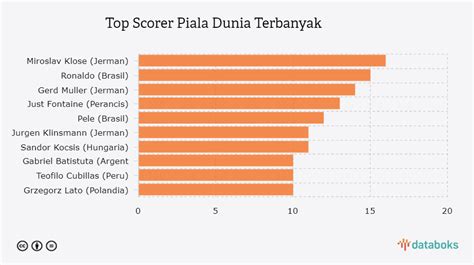 Top Scorer Piala Dunia Terbanyak
Miroslav Klose (Jerman)
Ronaldo (Brasil)
Gerd Muller (Jerman)
Just Fontaine (Perancis)
Pele (Brasil)
Jurgen Klinsmann (Jerman)
Sandor Kocsis (Hungaria)
Gabriel Batistuta (Argent
Teofilo Cubillas (Peru)
Grzegorz Lato (Polandia)
0 5 10 15 20
databoks